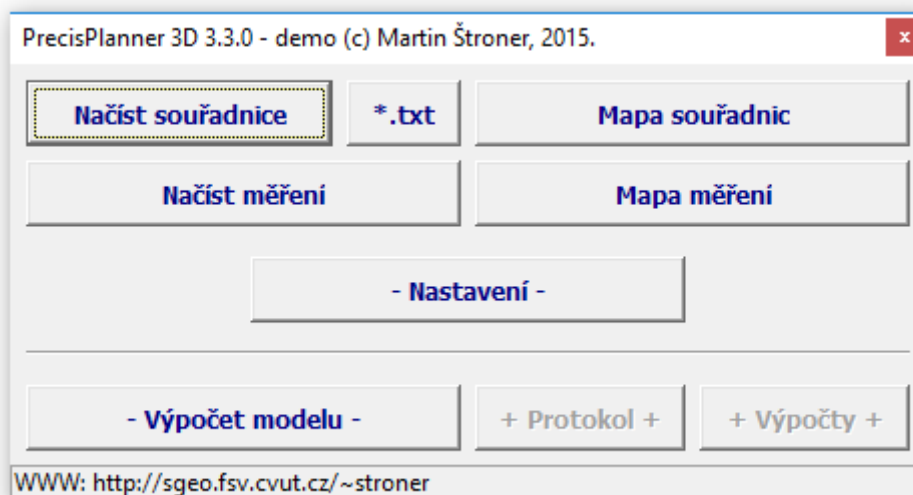 PrecisPlanner 3D 3.3.0 - demo (c) Martin Štroner, 2015.
x
Načíst souřadnice *.txt Mapa souřadnic
Načíst měření Mapa měření
- Nastavení -
- Výpočet modelu - + Protokol + + Výpočty +
WWW: http://sgeo.fsv.cvut.cz/~stroner